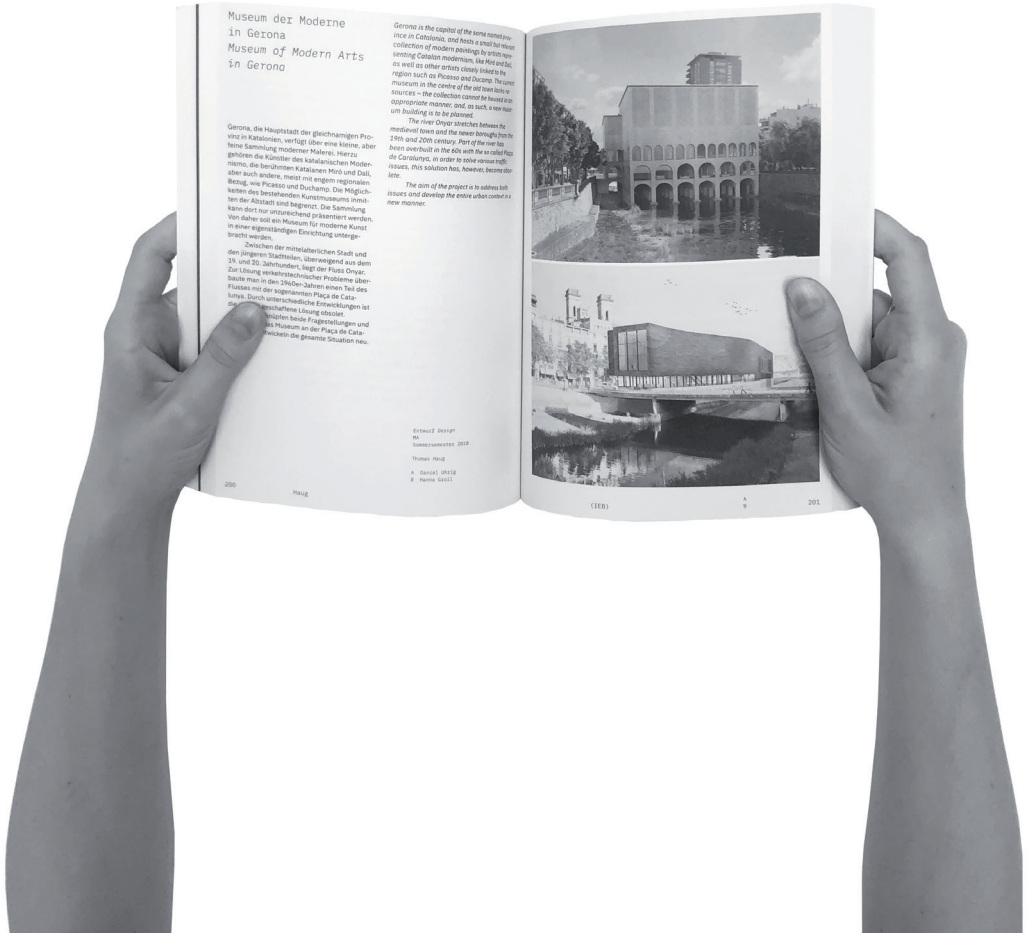 Museum der Moderne
in Gerona
Museum of Modern Arts
in Gerona
Gerona, die Hauptstadt der gleichnamigen Pro-
vinz in Katalonien, verfügt über eine kleine, aber
feine Sammlung moderner Malerei. Hierzu
gehören die Künstler des katalanischen Moder-
nismo, die berühmten Katalanen Miró und Dalí,
aber auch andere, meist mit engem regionalen
Bezug, wie Picasso und Duchamp. Die Möglich-
keiten des bestehenden Kunstmuseums inmit-
ten der Altstadt sind begrenzt. Die Sammlung
kann dort nur unzureichend präsentiert werden.
Von daher soll ein Museum für moderne Kunst
in einer eigenständigen Einrichtung unterge-
bracht werden.
Zwischen der mittelalterlichen Stadt und
den jüngeren Stadtteilen, überwiegend aus dem
19. und 20. Jahrhundert, liegt der Fluss Onyar.
Zur Lösung verkehrstechnischer Probleme über-
baute man in den 1960er-Jahren einen Teil des
Flusses mit der sogenannten Plaça de Cata-
lunya. Durch unterschiedliche Entwicklungen ist
die geschaffene Lösung obsolet.
nüpfen beide Fragestellungen und
as Museum an der Plaça de Cata-
wickeln die gesamte Situation neu.
Gerona is the capital of the same named prov-
ince in Catalonia, and hosts a small but relevant
collection of modern paintings by artists repre-
senting Catalan modernism, like Miró and Dalí,
as well as other artists closely linked to the
region such as Picasso and Ducamp. The current
museum in the centre of the old town lacks re-
sources – the collection cannot be housed in an
appropriate manner, and, as such, a new muse-
um building is to be planned.
The river Onyar stretches between the
medieval town and the newer boroughs from the
19th and 20th century. Part of the river has
been overbuilt in the 60s with the so called Plaça
de Caralunya, in order to solve various traffic
issues, this solution has, however, become obso-
lete.
The aim of the project is to address both
issues and develop the entire urban context in a
new manner.
Entwurf Design
MA
Sommersemester 2018
Thomas Haug
A Daniel Uhrig
B Hanna Groll
200
Haug
(IEB)
A
B
201